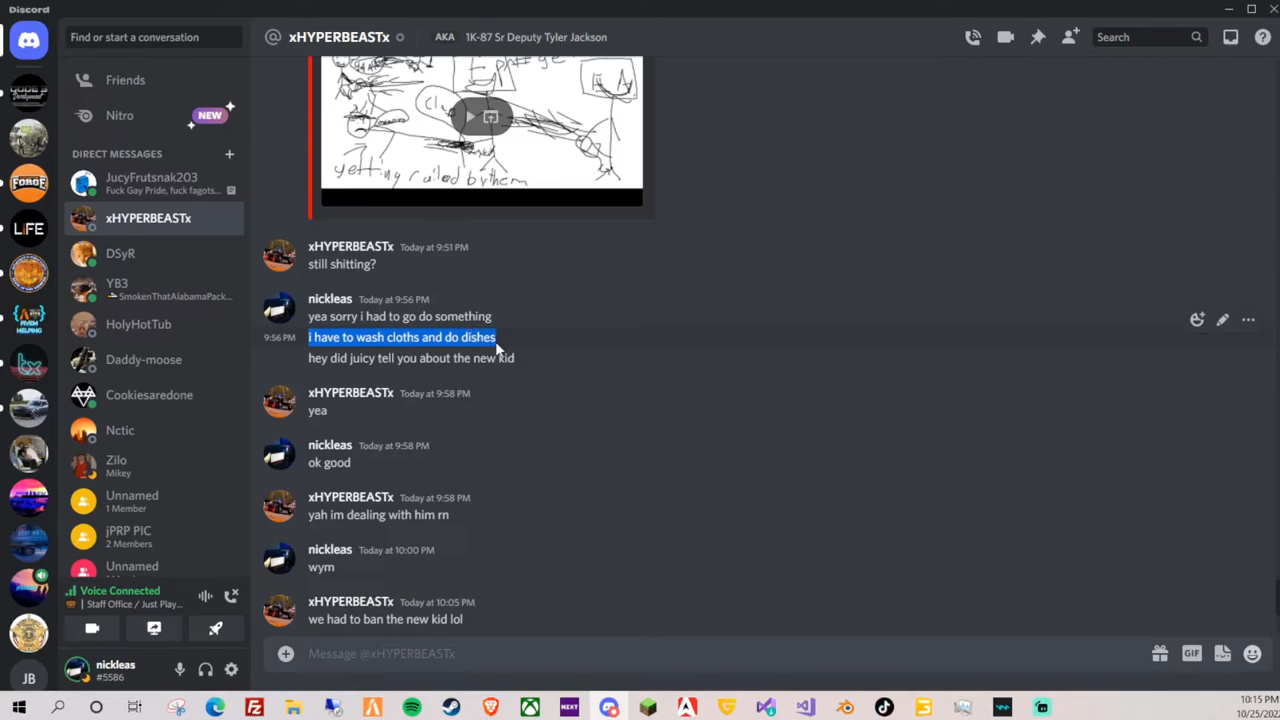 Discord
Find or start a conversation
xHYPERBEASTx
AKA 1K-87 Sr Deputy Tyler Jackson
Search
Friends
Nitro
NEW
DIRECT MESSAGES
JucyFrutsnak203
Fuck Gay Pride, fuck fagots...
xHYPERBEASTx
DSyR
YB3
SmokenThatAlabamaPack...
HolyHotTub
Daddy-moose
Cookiesaredone
Nctic
Zilo
Mikey
Unnamed
1 Member
jPRP PIC
2 Members
Unnamed
Voice Connected
| Staff Office / Just Play...
nickleas
#5586
FORGE
LiFE
FIVEM
HELPING
JB
yetting railed by them
xHYPERBEASTx Today at 9:51 PM
still shitting?
nickleas Today at 9:56 PM
yea sorry i had to go do something
9:56 PM i have to wash cloths and do dishes
hey did juicy tell you about the new kid
xHYPERBEASTx Today at 9:58 PM
yea
nickleas Today at 9:58 PM
ok good
xHYPERBEASTx Today at 9:58 PM
yah im dealing with him rn
nickleas Today at 10:00 PM
wym
xHYPERBEASTx Today at 10:05 PM
we had to ban the new kid lol
Message @xHYPERBEASTx
GIF
NEXT
10:15 PM
10/25/2022